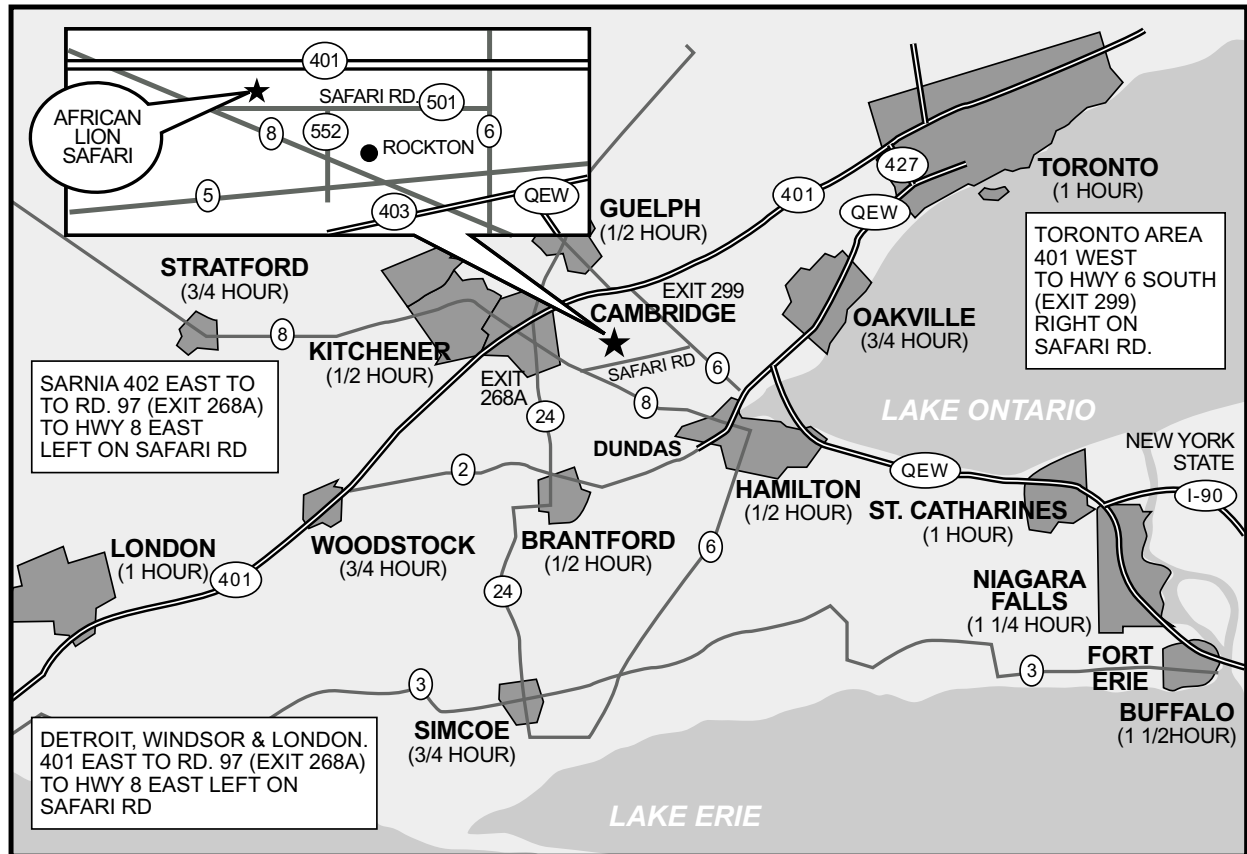 401
SAFARI RD.
501
AFRICAN
LION
SAFARI
8
552
6
ROCKTON
5
403
QEW
GUELPH
(1/2 HOUR)
427
TORONTO
(1 HOUR)
401
QEW
TORONTO AREA
401 WEST
TO HWY 6 SOUTH
(EXIT 299)
RIGHT ON
SAFARI RD.
STRATFORD
(3/4 HOUR)
8
EXIT 299
CAMBRIDGE
OAKVILLE
(3/4 HOUR)
KITCHENER
(1/2 HOUR)
SAFARI RD
6
EXIT
268A
SARNIA 402 EAST TO
TO RD. 97 (EXIT 268A)
TO HWY 8 EAST
LEFT ON SAFARI RD
24
8
LAKE ONTARIO
DUNDAS
NEW YORK
STATE
2
QEW
I-90
HAMILTON
(1/2 HOUR)
ST. CATHARINES
(1 HOUR)
LONDON
(1 HOUR)
401
WOODSTOCK
(3/4 HOUR)
BRANTFORD
(1/2 HOUR)
6
24
NIAGARA
FALLS
(1 1/4 HOUR)
3
3
FORT
ERIE
SIMCOE
(3/4 HOUR)
BUFFALO
(1 1/2HOUR)
DETROIT, WINDSOR & LONDON.
401 EAST TO RD. 97 (EXIT 268A)
TO HWY 8 EAST LEFT ON
SAFARI RD
LAKE ERIE